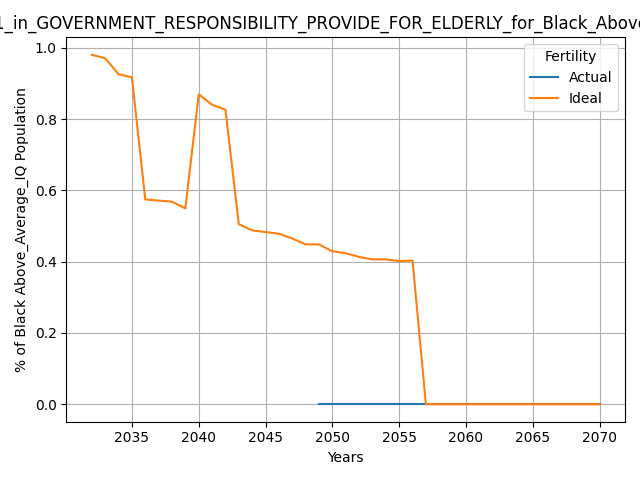 1_in_GOVERNMENT_RESPONSIBILITY_PROVIDE_FOR_ELDERLY_for_Black_Above
Fertility
Actual
Ideal
% of Black Above_Average_IQ Population
1.0
0.8
0.6
0.4
0.2
0.0
2035 2040 2045 2050 2055 2060 2065 2070
Years